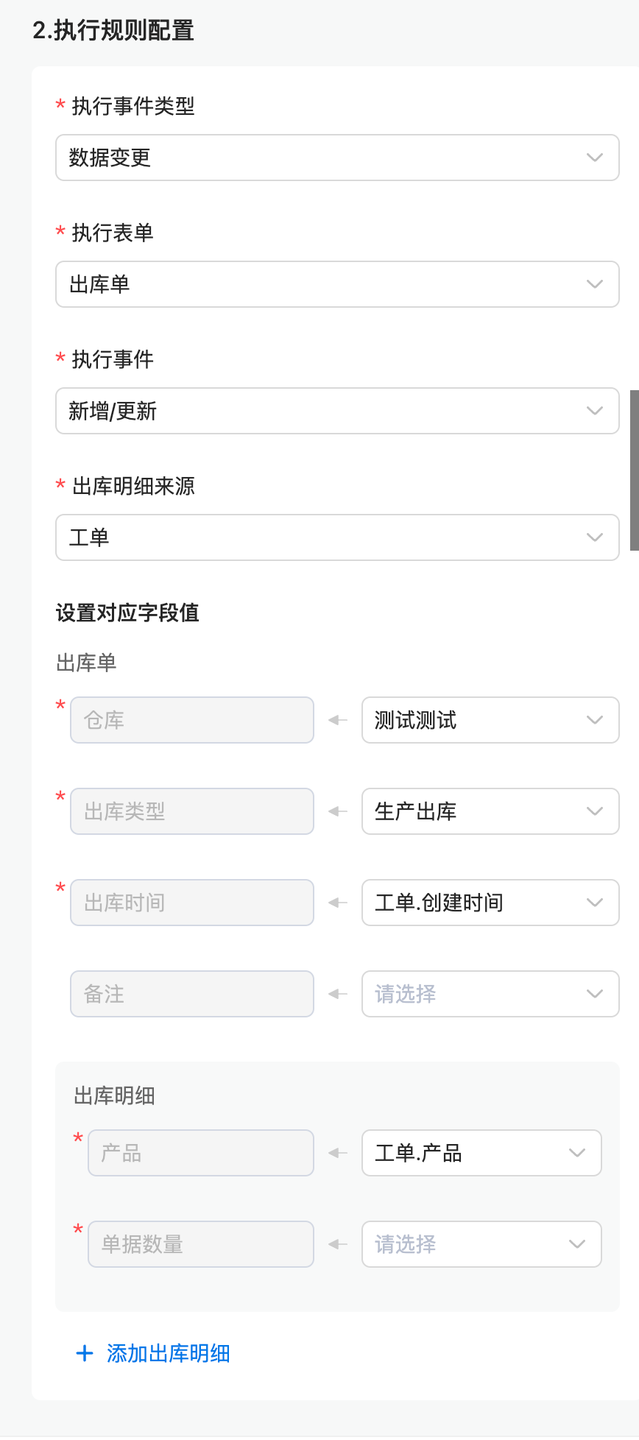 2.执行规则配置
* 执行事件类型
数据变更
* 执行表单
出库单
* 执行事件
新增/更新
* 出库明细来源
工单
设置对应字段值
出库单
* 仓库 测试测试
* 出库类型 生产出库
* 出库时间 工单.创建时间
备注 请选择
出库明细
* 产品 工单.产品
* 单据数量 请选择
+ 添加出库明细